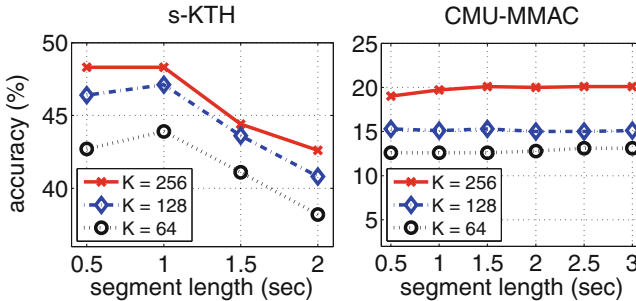 s-KTH
CMU-MMAC
accuracy (%)
50
45
40
K = 256
K = 128
K = 64
0.5 1 1.5 2
segment length (sec)
25
20
15
10
5
K = 256
K = 128
K = 64
0.5 1 1.5 2 2.5 3
segment length (sec)